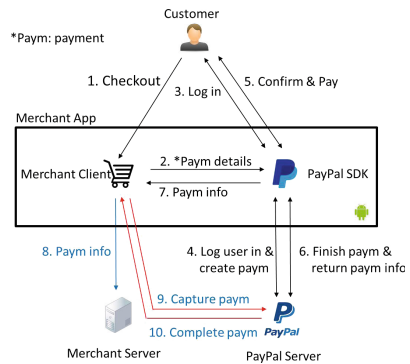 Customer
*Paym: payment
1. Checkout
3. Log in
5. Confirm & Pay
Merchant App
Merchant Client
2. *Paym details
7. Paym info
PayPal SDK
8. Paym info
4. Log user in &
create paym
6. Finish paym &
return paym info
9. Capture paym
10. Complete paym
PayPal
Merchant Server
PayPal Server